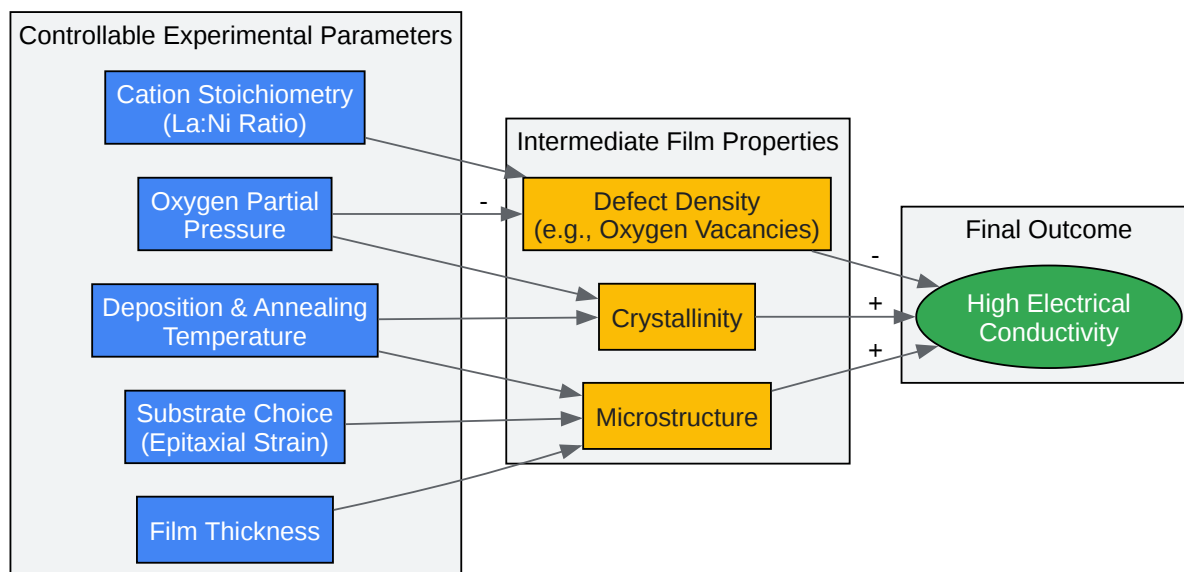 Controllable Experimental Parameters
Cation Stoichiometry
(La:Ni Ratio)
Oxygen Partial
Pressure
Deposition & Annealing
Temperature
Substrate Choice
(Epitaxial Strain)
Film Thickness
-
Intermediate Film Properties
Defect Density
(e.g., Oxygen Vacancies)
Crystallinity
Microstructure
-
+
+
Final Outcome
High Electrical
Conductivity